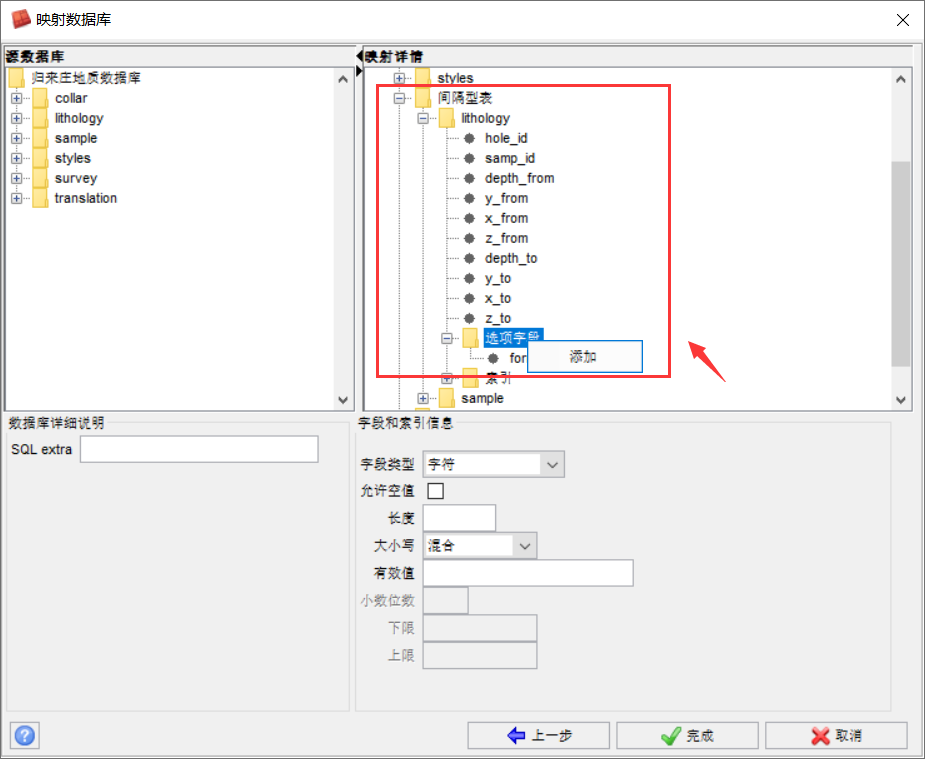 映射数据库
源数据库
归来庄地质数据库
collar
lithology
sample
styles
survey
translation
映射详情
styles
间隔型表
lithology
hole_id
samp_id
depth_from
y_from
x_from
z_from
depth_to
y_to
x_to
z_to
选项字段
for
添加
索引
sample
数据库详细说明
SQL extra
字段和索引信息
字段类型 字符
允许空值
长度
大小写 混合
有效值
小数位数
下限
上限
上一步 完成 取消